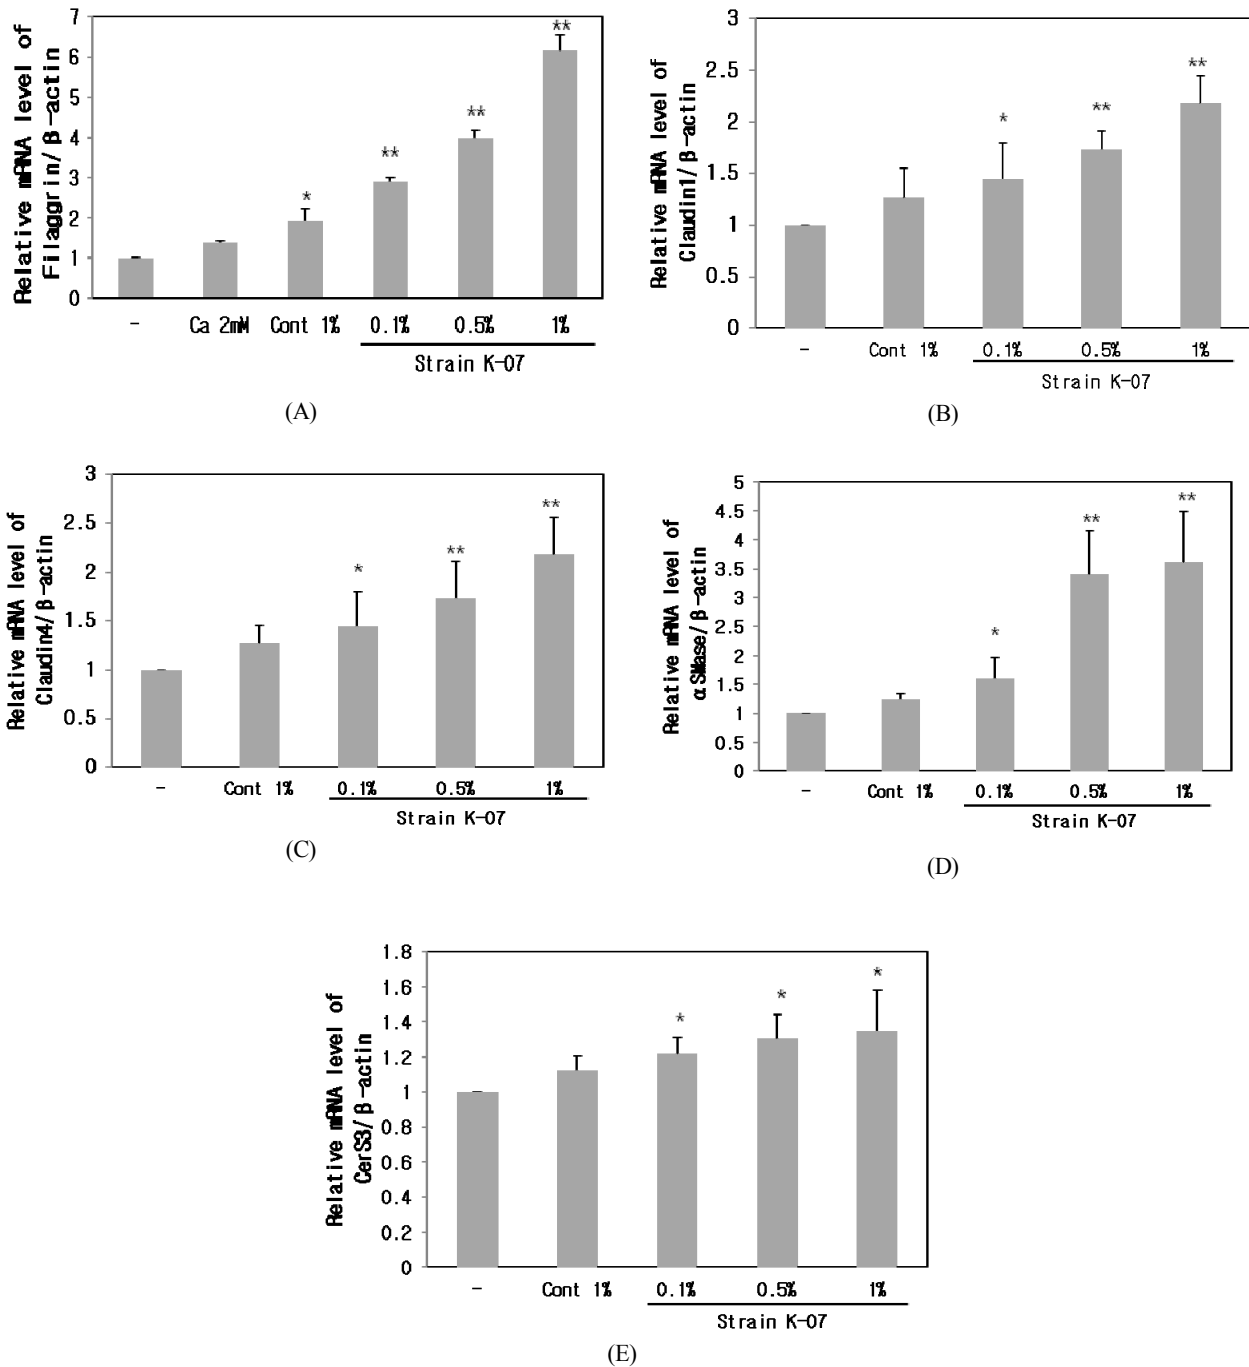 Relative mRNA level of
Filaggrin/β-actin
7
6
5
4
3
2
1
0
*
**
**
**
- Ca 2mM Cont 1% 0.1% 0.5% 1%
Strain K-07
(A)
Relative mRNA level of
Claudin1/β-actin
3
2.5
2
1.5
1
0.5
0
*
**
**
- Cont 1% 0.1% 0.5% 1%
Strain K-07
(B)
Relative mRNA level of
Claudin4/β-actin
3
2.5
2
1.5
1
0.5
0
*
**
**
- Cont 1% 0.1% 0.5% 1%
Strain K-07
(C)
Relative mRNA level of
αSMase/β-actin
5
4.5
4
3.5
3
2.5
2
1.5
1
0.5
0
*
**
**
- Cont 1% 0.1% 0.5% 1%
Strain K-07
(D)
Relative mRNA level of
CerS3/β-actin
1.8
1.6
1.4
1.2
1
0.8
0.6
0.4
0.2
0
*
*
*
- Cont 1% 0.1% 0.5% 1%
Strain K-07
(E)